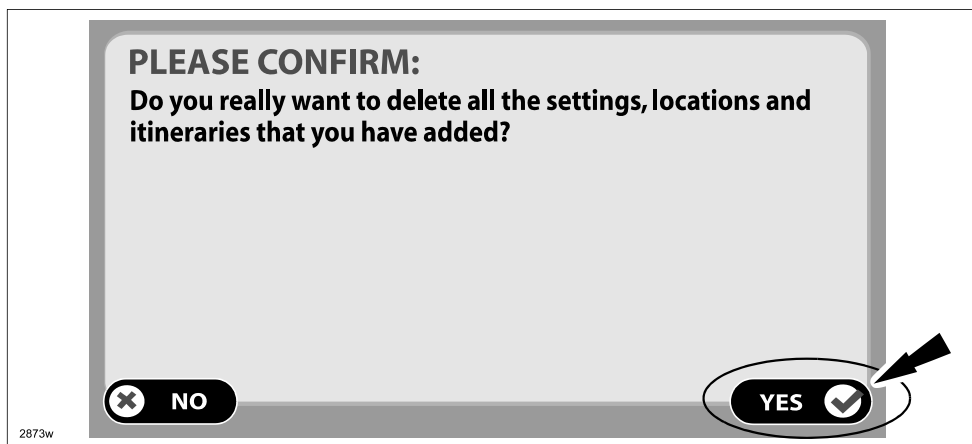 PLEASE CONFIRM:
Do you really want to delete all the settings, locations and
itineraries that you have added?
NO
YES
2873w